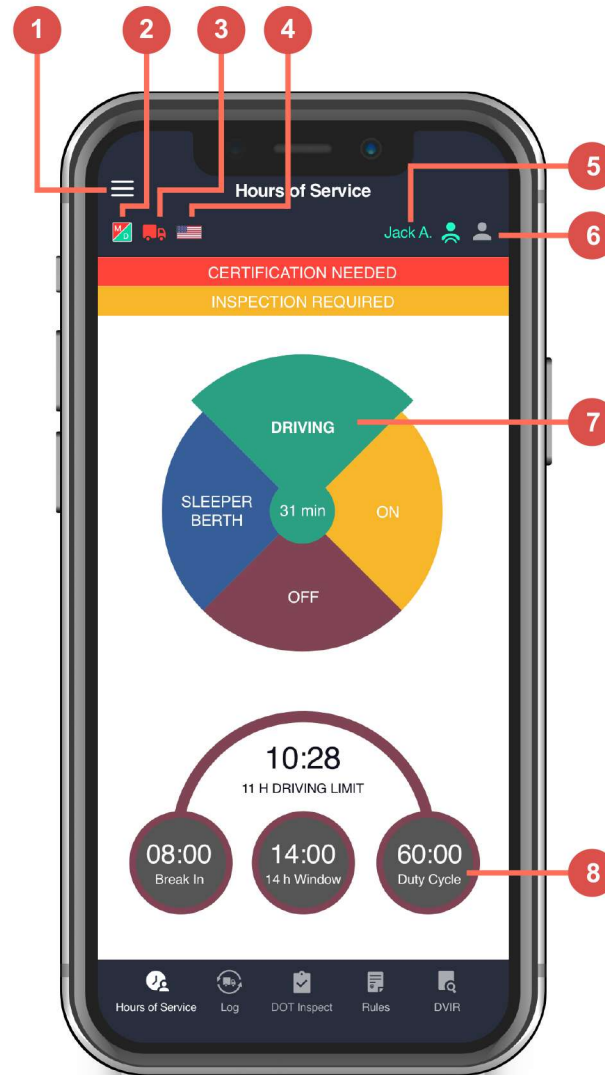 1
2
3
4
Hours of Service
5
M/D
Jack A.
6
CERTIFICATION NEEDED
INSPECTION REQUIRED
DRIVING
7
SLEEPER
BERTH
31 min
ON
OFF
10:28
11 H DRIVING LIMIT
08:00
Break In
14:00
14 h Window
60:00
Duty Cycle
8
Hours of Service
Log
DOT Inspect
Rules
DVIR